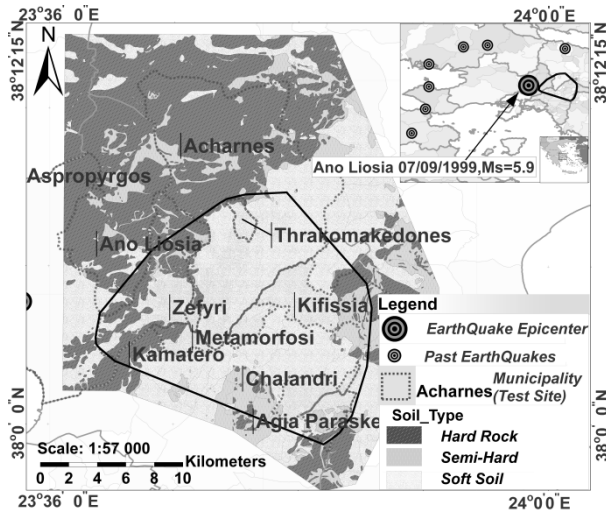 23°36' 0"E
24°00' 0"E
N
38°12'15"N
38°12'15"N
Acharnes
Aspropyrgos
Ano Liosia 07/09/1999,Ms=5.9
Ano Liosia
Thrakomakedones
Zefyri
Kifissia
Metamorfosi
Kamatero
Chalandri
Agia Paraske
Legend
EarthQuake Epicenter
Past EarthQuakes
Acharnes
Municipality
(Test Site)
Soil_Type
Hard Rock
Semi-Hard
Soft Soil
38°0' 0"N
38°0' 0"N
Scale: 1:57 000
Kilometers
0 2 4 6 8 10
23°36' 0"E
24°00' 0"E